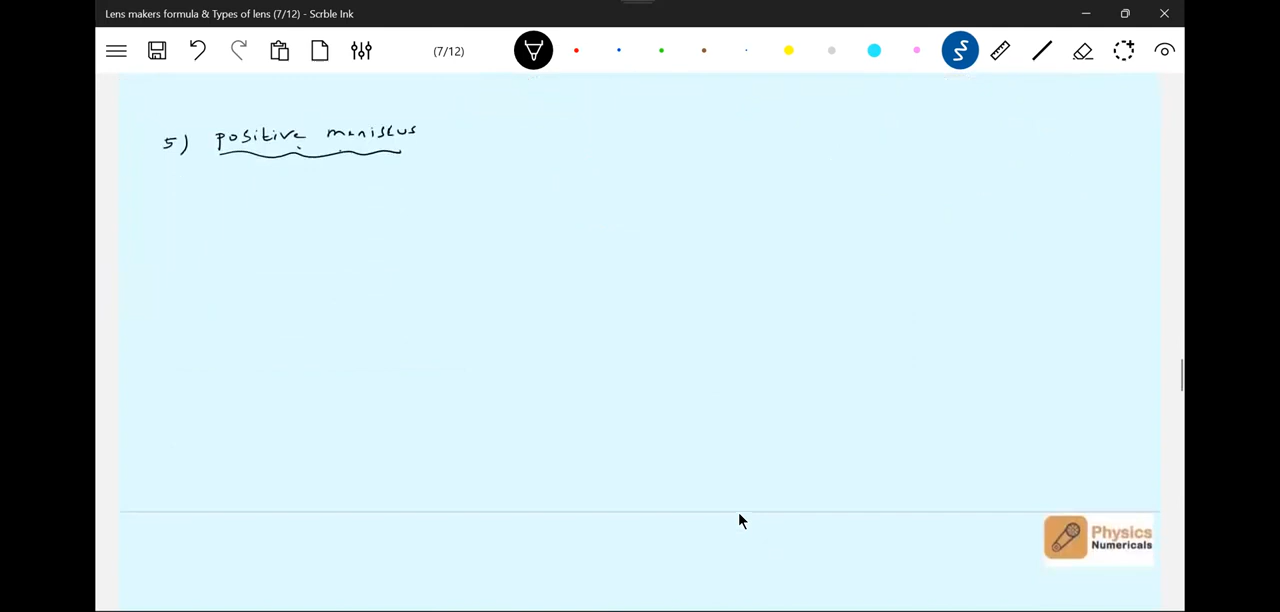 Lens makers formula & Types of lens (7/12) - Scrble Ink
(7/12)
5) positive meniscus
Physics
Numericals